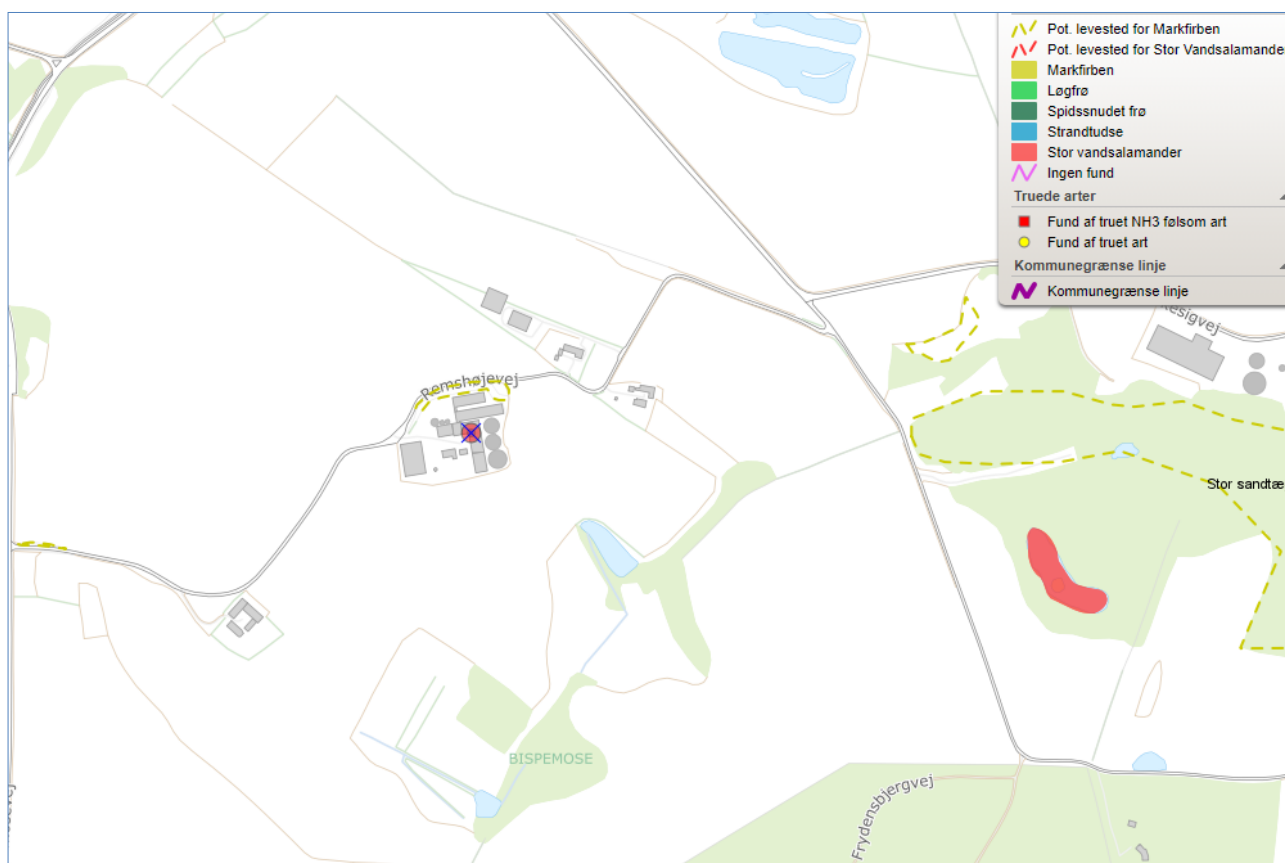 Pot. levested for Markfirben
Pot. levested for Stor Vandsalamande
Markfirben
Løgfrø
Spidssnudet frø
Strandtudse
Stor vandsalamander
Ingen fund
Truede arter
Fund af truet NH3 følsom art
Fund af truet art
Kommunegrænse linje
Kommunegrænse linje
Remshøjevej
Stor sandtæ
BISPEMOSE
Frydensbjergvej